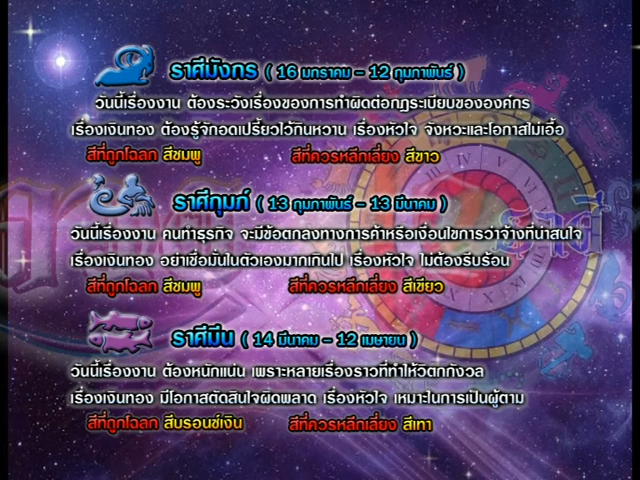 ราศีมังกร ( 16 มกราคม - 12 กุมภาพันธ์ )
วันนี้เรื่องงาน ต้องระวังเรื่องของการทำผิดต่อกฎระเบียบขององค์กร
เรื่องเงินทอง ต้องรู้จักอดเปรี้ยวไว้กินหวาน เรื่องหัวใจ จังหวะและโอกาสไม่เอื้อ
สีที่ถูกโฉลก สีชมพู สีที่ควรหลีกเลี่ยง สีขาว
ราศีกุมภ์ ( 13 กุมภาพันธ์ - 13 มีนาคม )
วันนี้เรื่องงาน คนทำธุรกิจ จะมีข้อตกลงทางการค้าหรือเงื่อนไขการว่าจ้างที่น่าสนใจ
เรื่องเงินทอง อย่าเชื่อมั่นในตัวเองมากเกินไป เรื่องหัวใจ ไม่ต้องรีบร้อน
สีที่ถูกโฉลก สีชมพู สีที่ควรหลีกเลี่ยง สีเขียว
ราศีมีน ( 14 มีนาคม - 12 เมษายน )
วันนี้เรื่องงาน ต้องหนักแน่น เพราะหลายเรื่องราวที่ทำให้วิตกกังวล
เรื่องเงินทอง มีโอกาสตัดสินใจผิดพลาด เรื่องหัวใจ เหมาะในการเป็นผู้ตาม
สีที่ถูกโฉลก สีบรอนซ์เงิน สีที่ควรหลีกเลี่ยง สีเทา